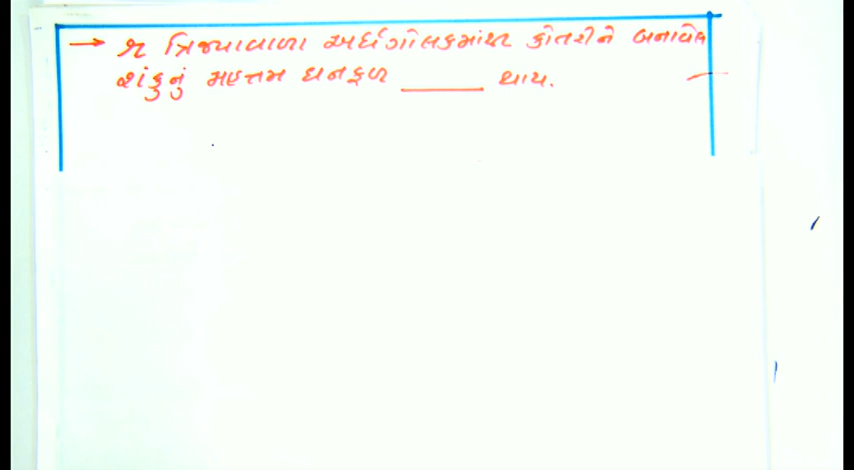 → r ત્રિજ્યાવાળા અર્ધગોલકમાંથી કોતરીને બનાવેલ
શંકુનું મહત્તમ ઘનફળ ______ થાય.